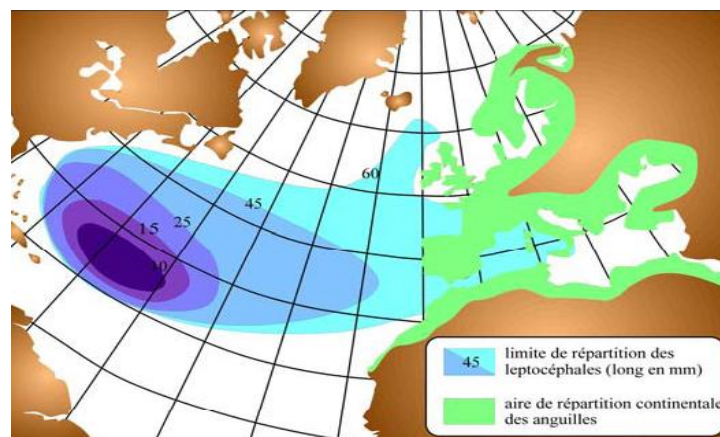 60
45
25
15
10
45
limite de répartition des
leptocéphales (long en mm)
aire de répartition continentale
des anguilles